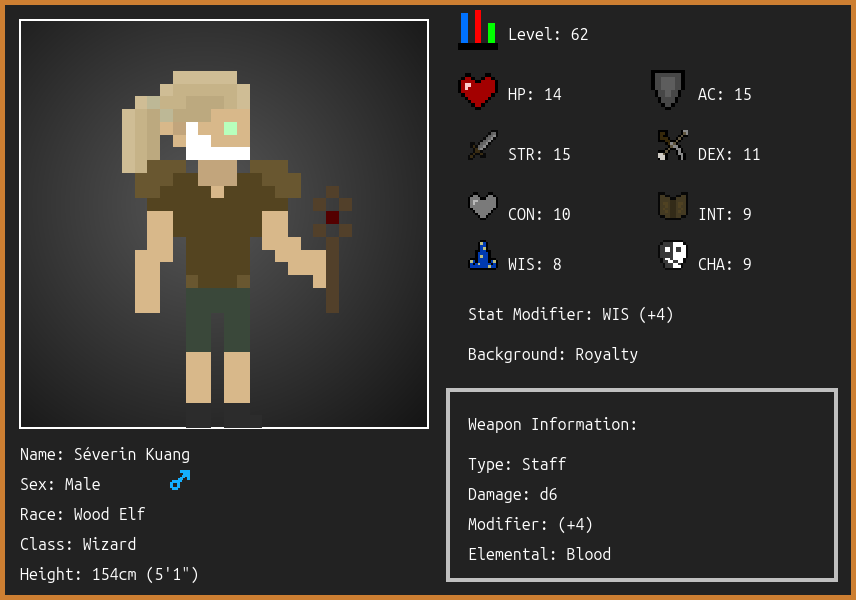 Level: 62
HP: 14
AC: 15
STR: 15
DEX: 11
CON: 10
INT: 9
WIS: 8
CHA: 9
Stat Modifier: WIS (+4)
Background: Royalty
Weapon Information:
Type: Staff
Damage: d6
Modifier: (+4)
Elemental: Blood
Name: Séverin Kuang
Sex: Male
Race: Wood Elf
Class: Wizard
Height: 154cm (5'1")